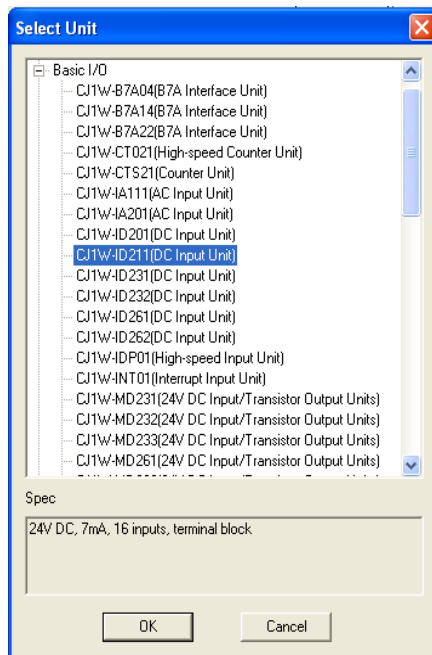 Select Unit
Basic I/O
CJ1W-B7A04(B7A Interface Unit)
CJ1W-B7A14(B7A Interface Unit)
CJ1W-B7A22(B7A Interface Unit)
CJ1W-CT021(High-speed Counter Unit)
CJ1W-CTS21(Counter Unit)
CJ1W-IA111(AC Input Unit)
CJ1W-IA201(AC Input Unit)
CJ1W-ID201(DC Input Unit)
CJ1W-ID211(DC Input Unit)
CJ1W-ID231(DC Input Unit)
CJ1W-ID232(DC Input Unit)
CJ1W-ID261(DC Input Unit)
CJ1W-ID262(DC Input Unit)
CJ1W-IDP01(High-speed Input Unit)
CJ1W-INT01(Interrupt Input Unit)
CJ1W-MD231(24V DC Input/Transistor Output Units)
CJ1W-MD232(24V DC Input/Transistor Output Units)
CJ1W-MD233(24V DC Input/Transistor Output Units)
CJ1W-MD261(24V DC Input/Transistor Output Units)
Spec
24V DC, 7mA, 16 inputs, terminal block
OK
Cancel